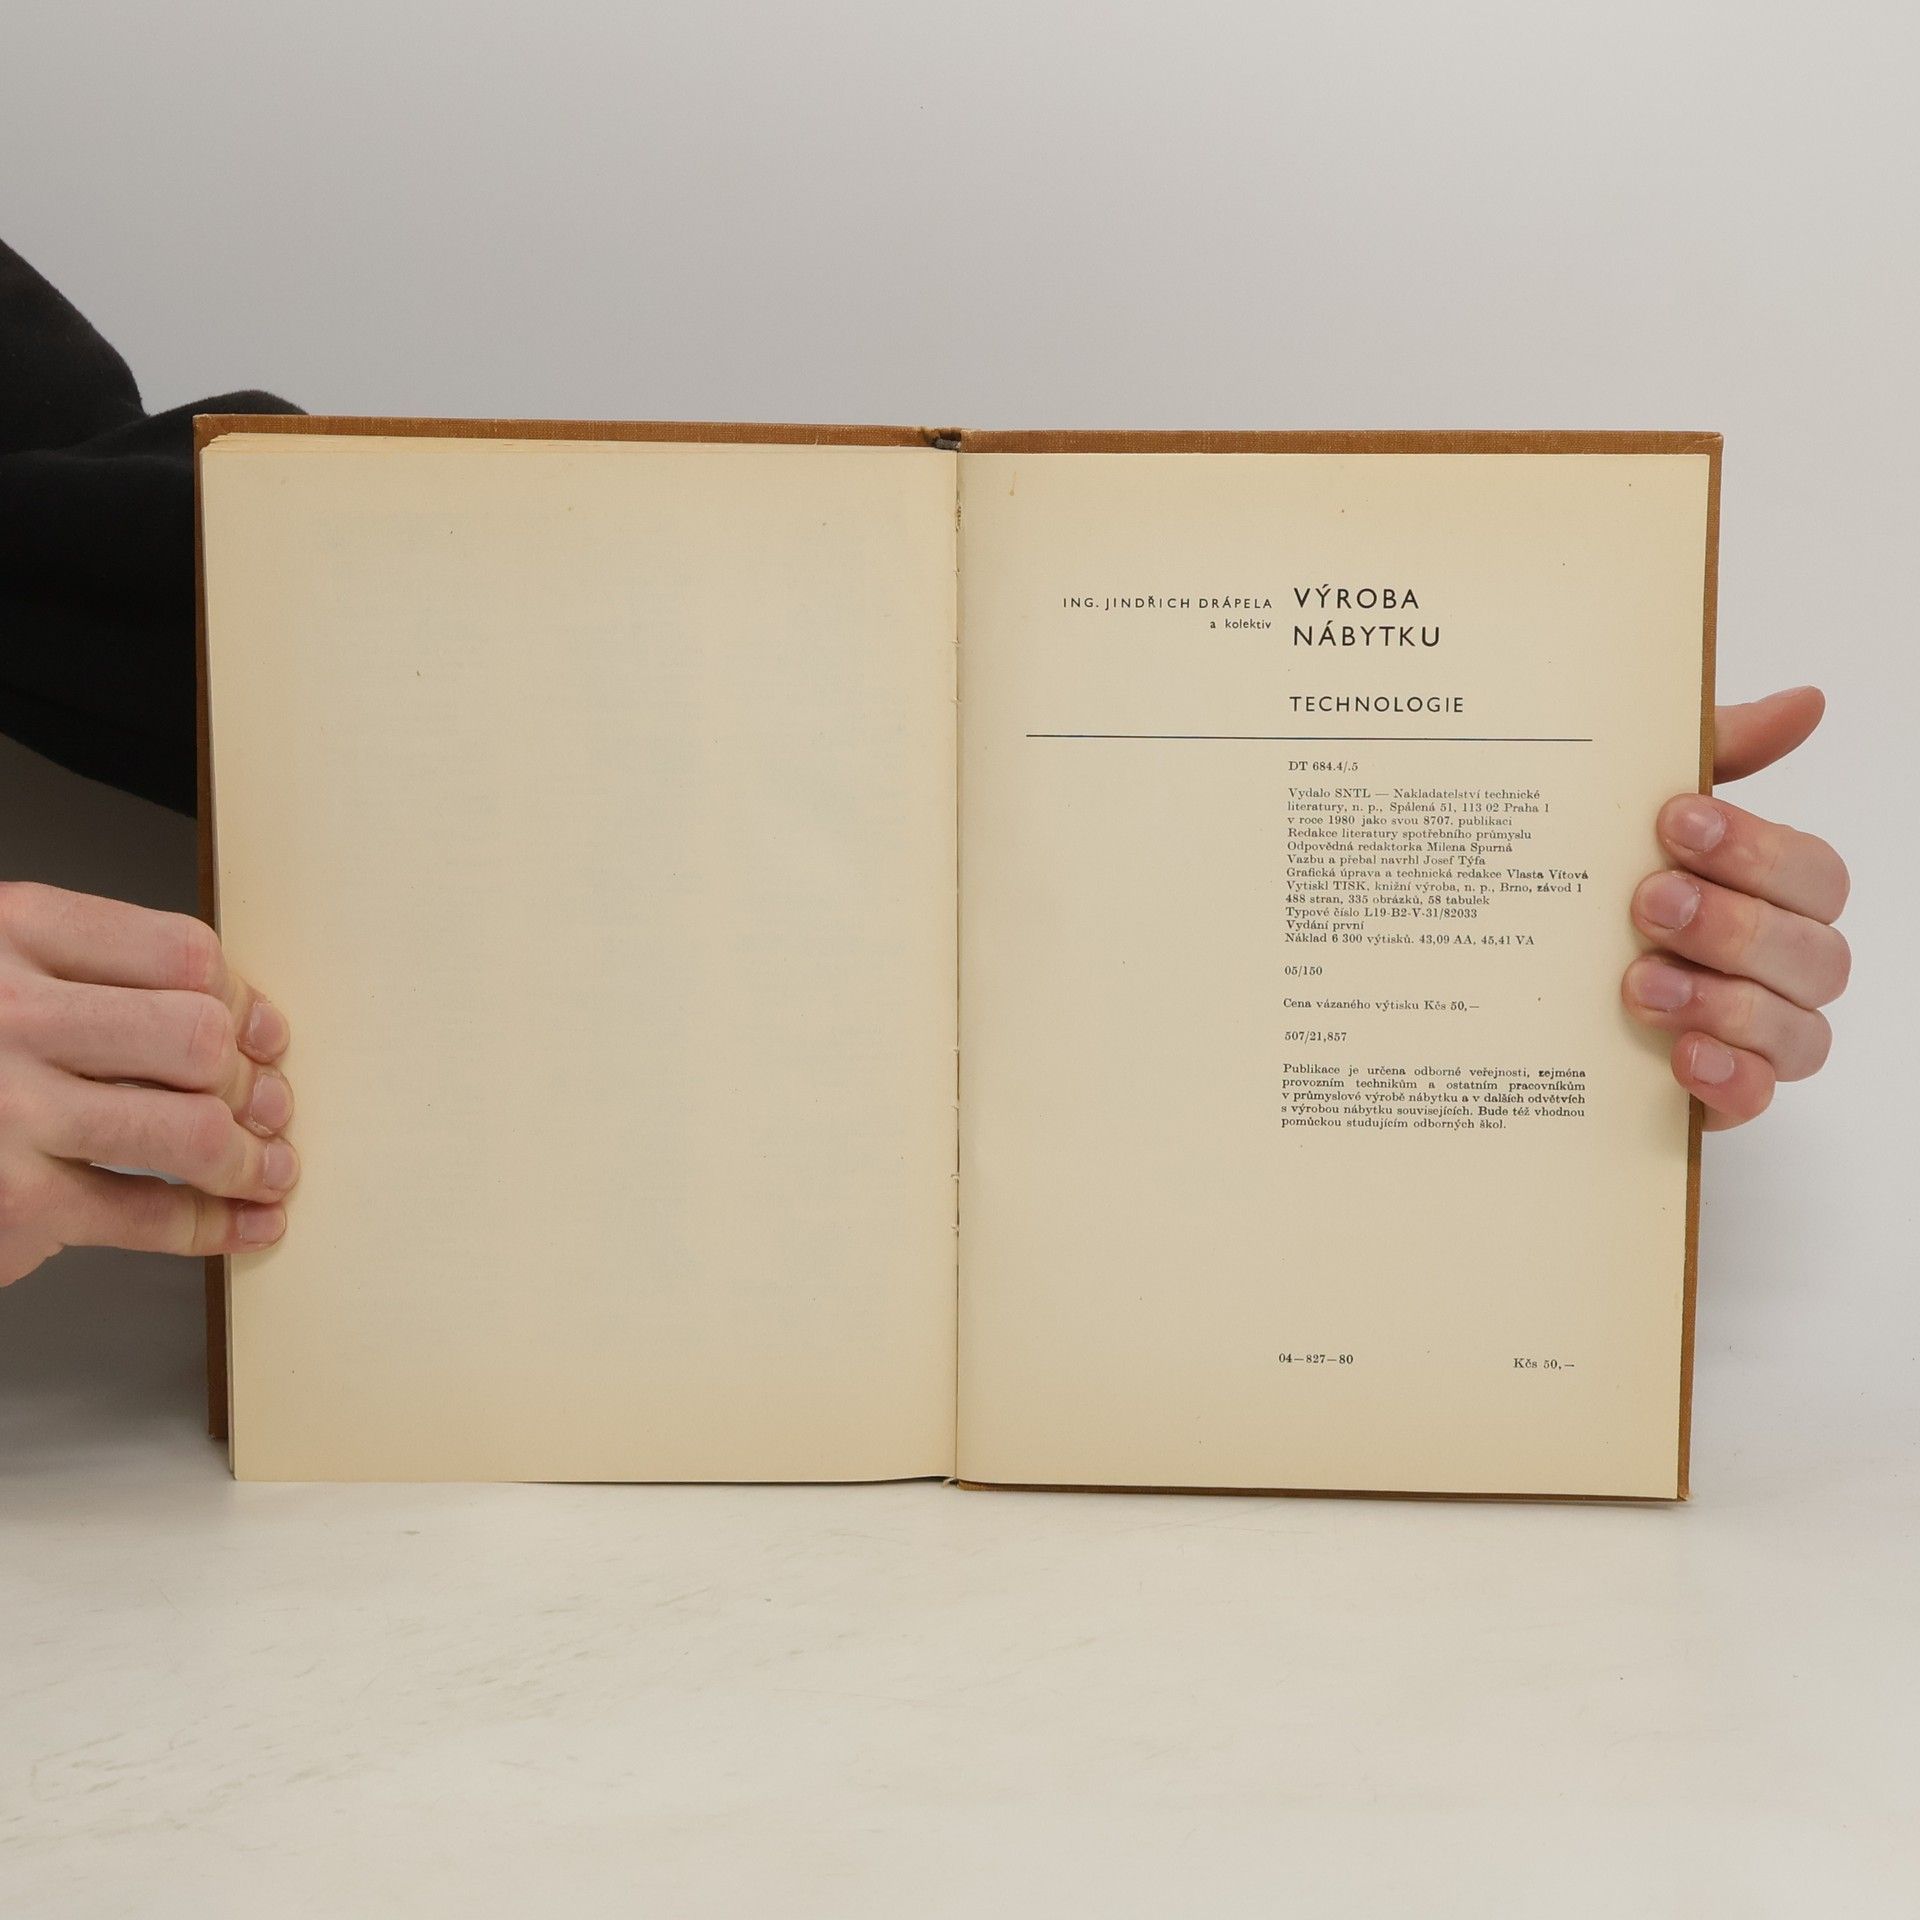 ING. JINDŘICH DRÁPELA
a kolektiv
VÝROBA
NÁBYTKU
TECHNOLOGIE
DT 684.4/.5
Vydalo SNTL — Nakladatelství technické
literatury, n. p., Spálená 51, 113 02 Praha 1
v roce 1980 jako svou 8707. publikaci
Redakce literatury spotřebního průmyslu
Odpovědná redaktorka Milena Spurná
Vazbu a přebal navrhl Josef Týfa
Grafická úprava a technická redakce Vlasta Vítová
Vytiskl TISK, knižní výroba, n. p., Brno, závod 1
488 stran, 335 obrázků, 58 tabulek
Typové číslo L19-B2-V-31/82033
Vydání první
Náklad 6 300 výtisků. 43,09 AA, 45,41 VA
05/150
Cena vázaného výtisku Kčs 50,—
507/21,857
Publikace je určena odborné veřejnosti, zejména
provozním technikům a ostatním pracovníkům
v průmyslové výrobě nábytku a v dalších odvětvích
s výrobou nábytku souvisejících. Bude též vhodnou
pomůckou studujícím odborných škol.
04—827—80
Kčs 50,—